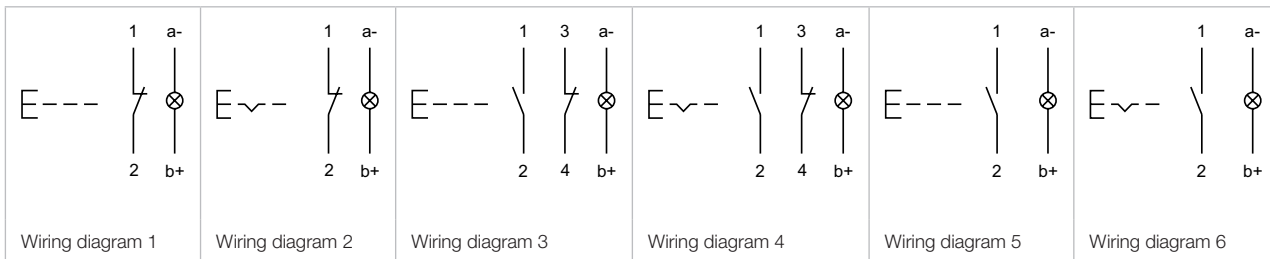 1 a-
2 b+
Wiring diagram 1
1 a-
2 b+
Wiring diagram 2
1 3 a-
2 4 b+
Wiring diagram 3
1 3 a-
2 4 b+
Wiring diagram 4
1 a-
2 b+
Wiring diagram 5
1 a-
2 b+
Wiring diagram 6